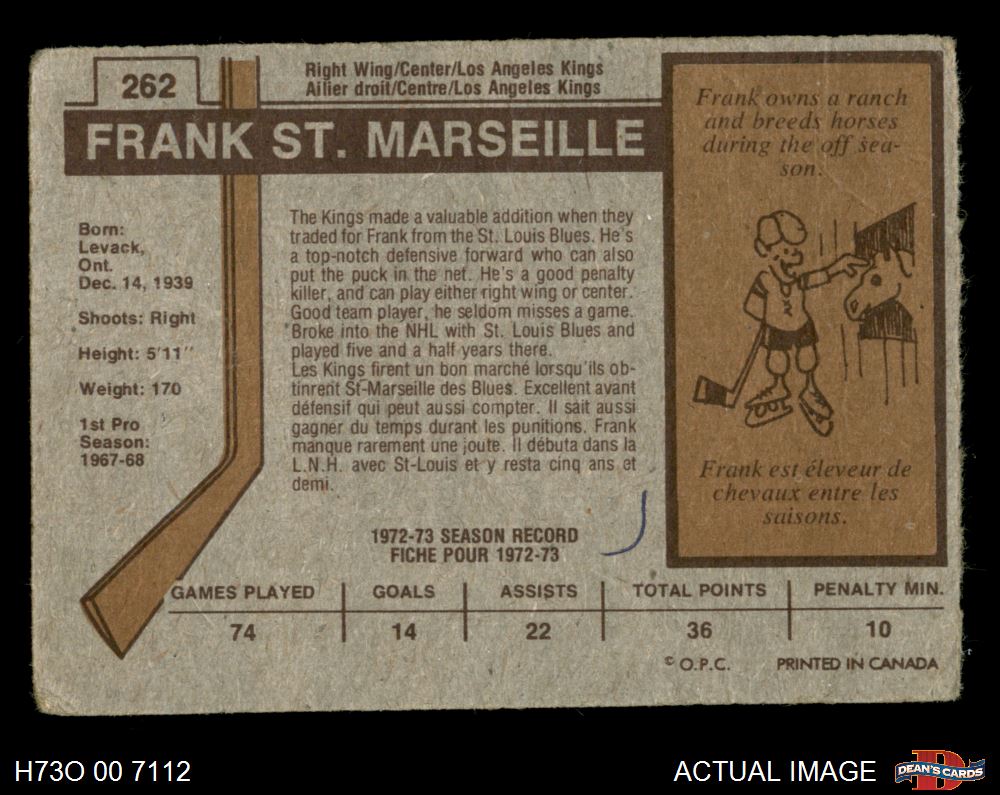 262
Right Wing/Center/Los Angeles Kings
Ailier droit/Centre/Los Angeles Kings
FRANK ST. MARSEILLE
Born:
Levack,
Ont.
Dec. 14, 1939
Shoots: Right
Height: 5'11"
Weight: 170
1st Pro
Season:
1967-68
The Kings made a valuable addition when they
traded for Frank from the St. Louis Blues. He's
a top-notch defensive forward who can also
put the puck in the net. He's a good penalty
killer, and can play either right wing or center.
Good team player, he seldom misses a game.
Broke into the NHL with St. Louis Blues and
played five and a half years there.
Les Kings firent un bon marché lorsqu'ils ob-
tinrent St-Marseille des Blues. Excellent avant
défensif qui peut aussi compter. Il sait aussi
gagner du temps durant les punitions. Frank
manque rarement une joute. Il débuta dans la
L.N.H. avec St-Louis et y resta cinq ans et
demi.
Frank owns a ranch
and breeds horses
during the off sea-
son.
Frank est éleveur de
chevaux entre les
saisons.
1972-73 SEASON RECORD
FICHE POUR 1972-73
GAMES PLAYED GOALS ASSISTS TOTAL POINTS PENALTY MIN.
74 14 22 36 10
© O.P.C. PRINTED IN CANADA
H73O 00 7112
ACTUAL IMAGE
D
DEAN'S CARDS